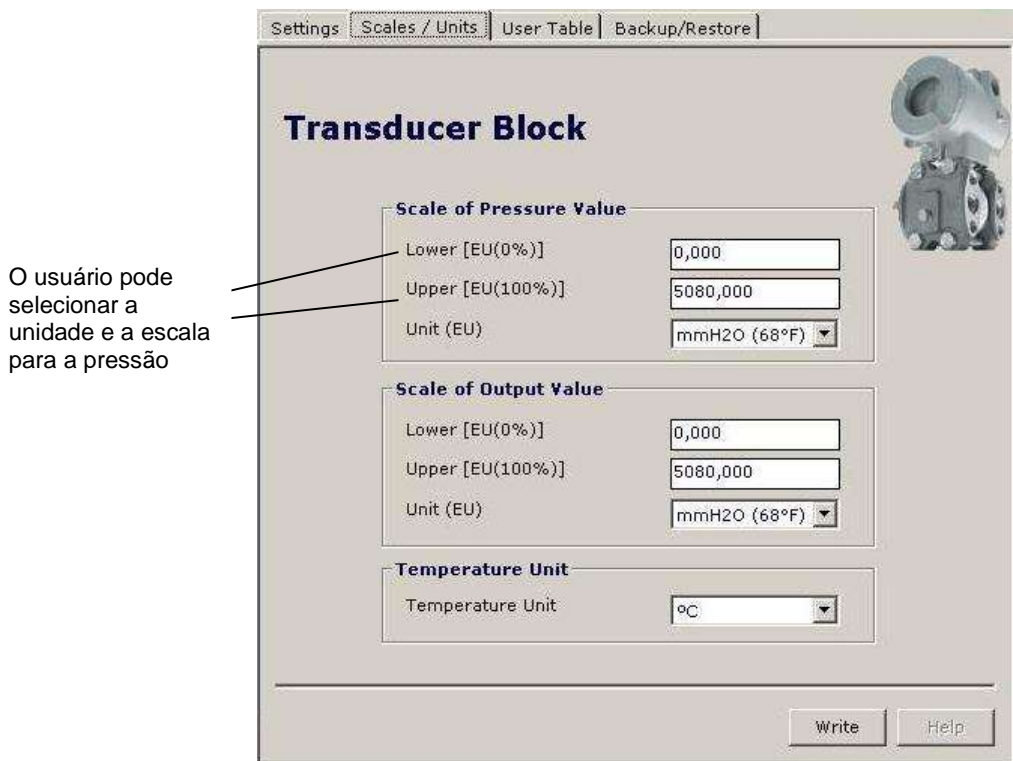 Settings Scales / Units User Table Backup/Restore
Transducer Block
Scale of Pressure Value
Lower [EU(0%)] 0,000
Upper [EU(100%)] 5080,000
Unit (EU) mmH2O (68°F)
O usuário pode
selecionar a
unidade e a escala
para a pressão
Scale of Output Value
Lower [EU(0%)] 0,000
Upper [EU(100%)] 5080,000
Unit (EU) mmH2O (68°F)
Temperature Unit
Temperature Unit ºC
Write Help